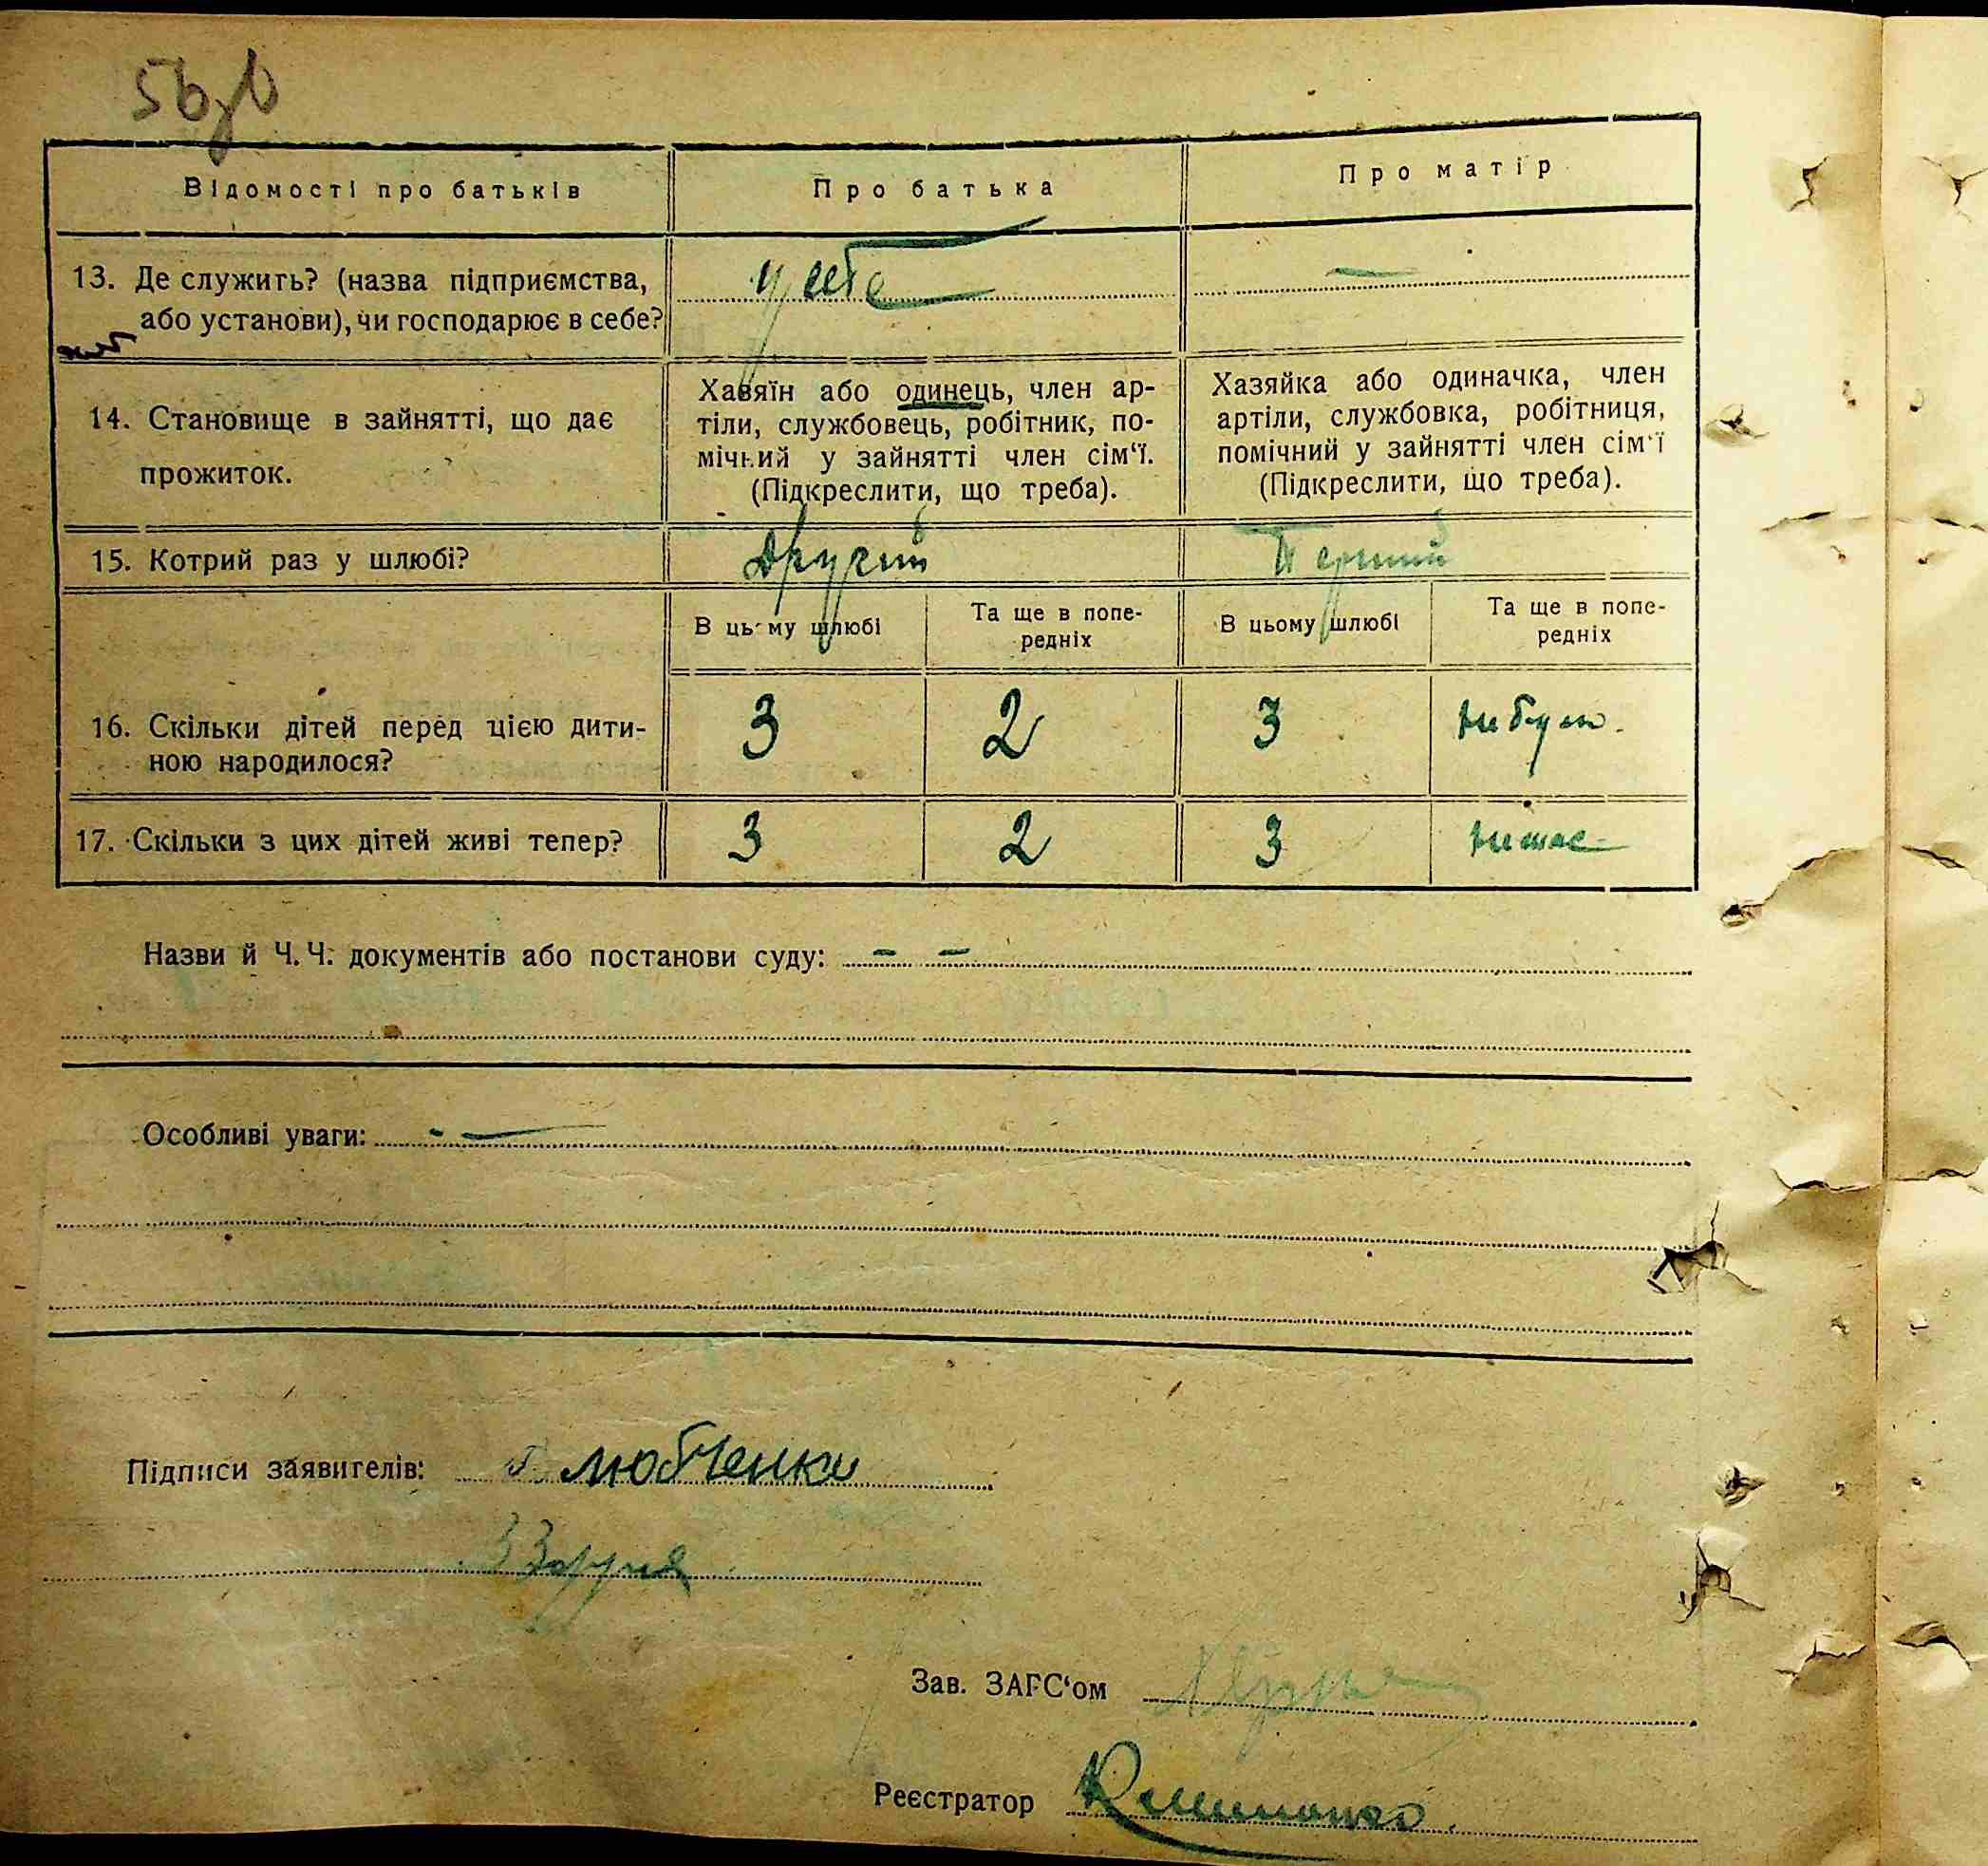 56зв
Відомості про батьків
Про батька
Про матір
13. Де служить? (назва підприємства,
або установи), чи господарює в себе?
у себе
—
14. Становище в зайнятті, що дає
прожиток.
Хазяїн або одинець, член ар-
тіли, службовець, робітник, по-
мічний у зайнятті член сім'ї.
(Підкреслити, що треба).
Хазяйка або одиначка, член
артіли, службовка, робітниця,
помічний у зайнятті член сім'ї
(Підкреслити, що треба).
15. Котрий раз у шлюбі?
Другий
Перший
В цьому шлюбі
Та ще в попе-
редніх
В цьому шлюбі
Та ще в попе-
редніх
16. Скільки дітей перед цією дити-
ною народилося?
3
2
3
не було.
17. Скільки з цих дітей живі тепер?
3
2
3
немає
Назви й Ч.Ч. документів або постанови суду: — —
Особливі уваги: - —
Підписи заявителів: Любченко
Зав. ЗАГС'ом
Реєстратор